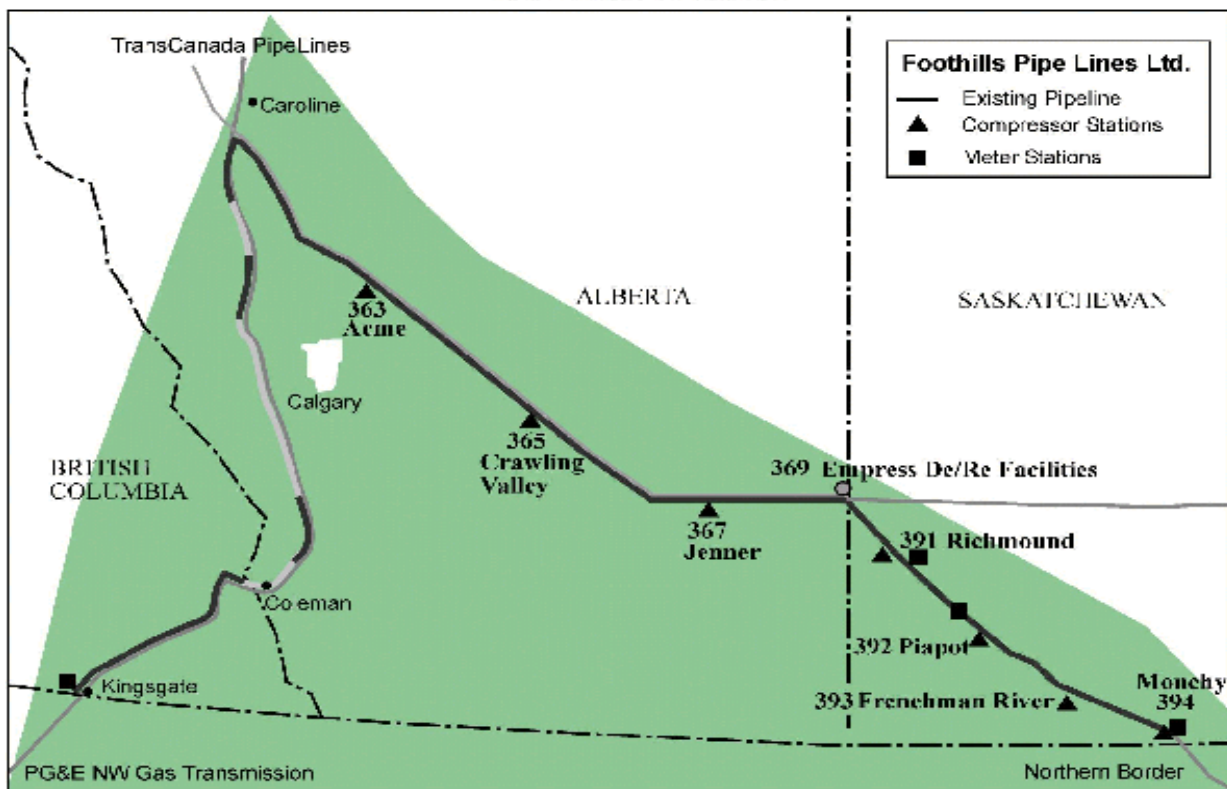 TransCanada PipeLines
Foothills Pipe Lines Ltd.
Existing Pipeline
Compressor Stations
Meter Stations
Caroline
ALBERTA
SASKATCHEWAN
363
Acme
Calgary
365
Crawling
Valley
BRITISH
COLUMBIA
369 Empress De/Re Facilities
367
Jenner
391 Richmound
Coleman
392 Piapot
Kingsgate
393 Frenchman River
Monchy
394
PG&E NW Gas Transmission
Northern Border